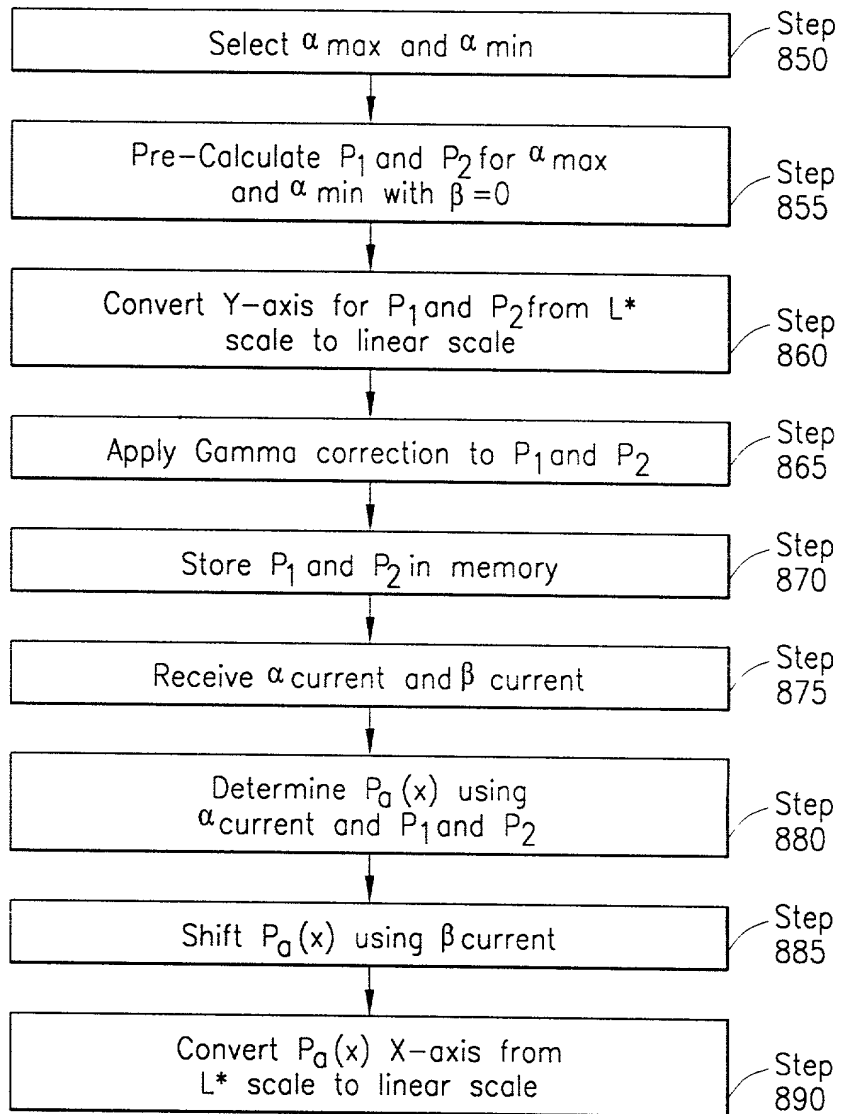 Select α max and α min
Step
850
Pre-Calculate P₁ and P₂ for α max
and α min with β=0
Step
855
Convert Y-axis for P₁ and P₂ from L*
scale to linear scale
Step
860
Apply Gamma correction to P₁ and P₂
Step
865
Store P₁ and P₂ in memory
Step
870
Receive α current and β current
Step
875
Determine Pₐ(x) using
α current and P₁ and P₂
Step
880
Shift Pₐ(x) using β current
Step
885
Convert Pₐ(x) X-axis from
L* scale to linear scale
Step
890